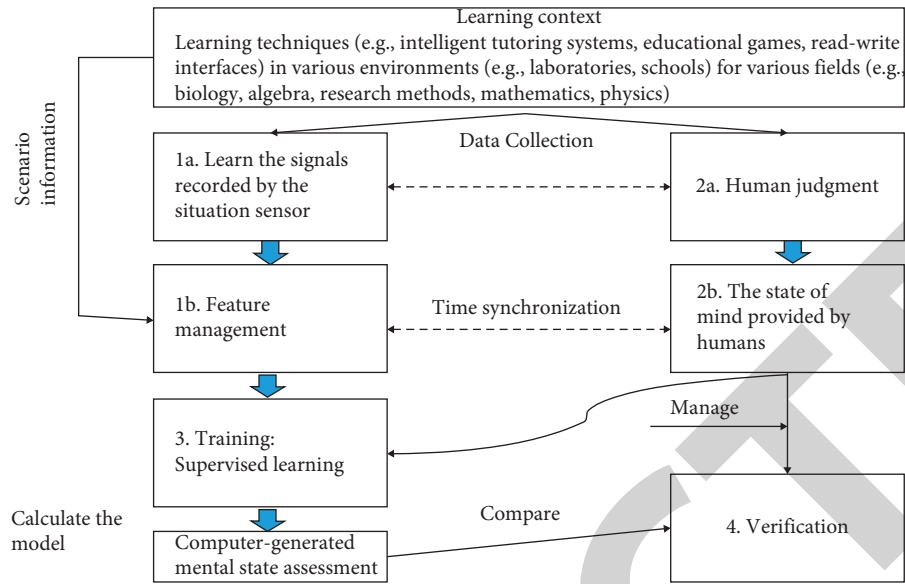 Learning context
Learning techniques (e.g., intelligent tutoring systems, educational games, read-write
interfaces) in various environments (e.g., laboratories, schools) for various fields (e.g.,
biology, algebra, research methods, mathematics, physics)
Scenario
information
Data Collection
1a. Learn the signals
recorded by the
situation sensor
2a. Human judgment
1b. Feature
management
Time synchronization
2b. The state of
mind provided by
humans
Manage
3. Training:
Supervised learning
Calculate the
model
Compare
4. Verification
Computer-generated
mental state assessment